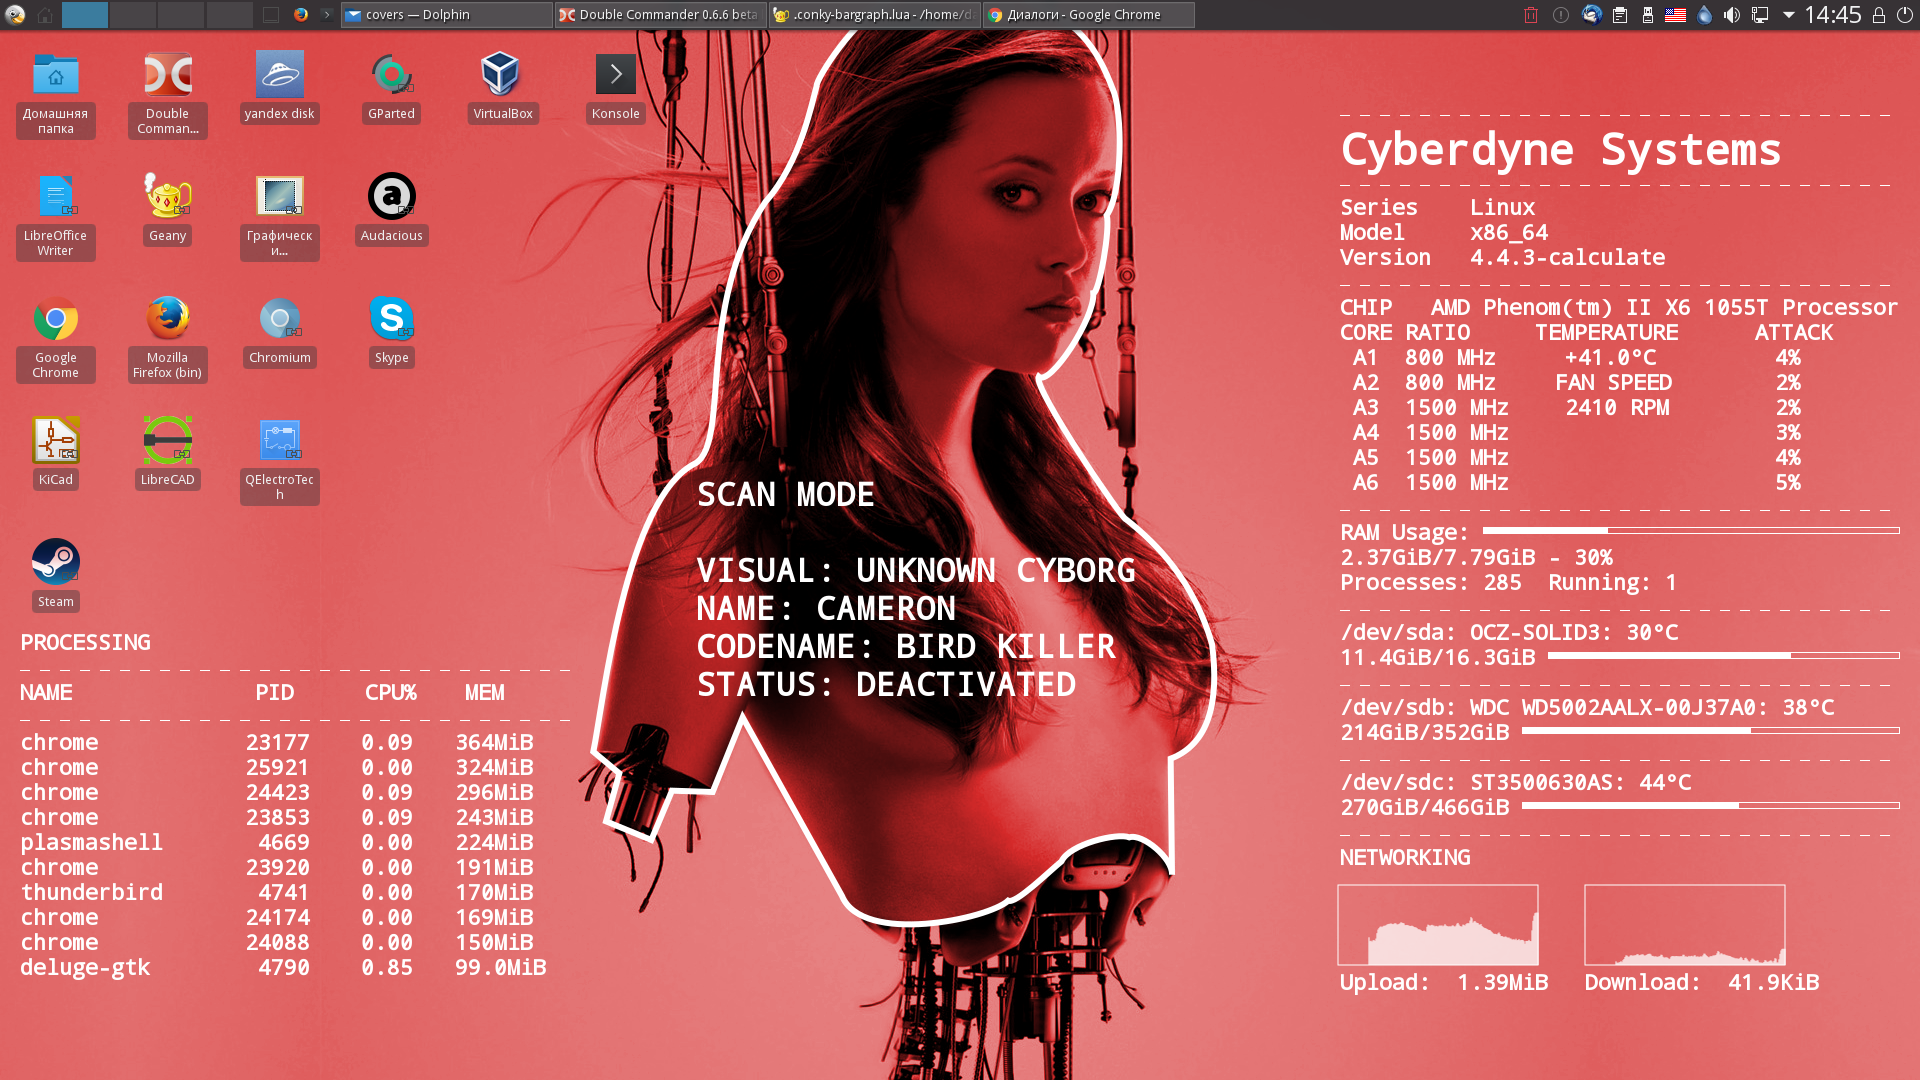 covers — Dolphin
Double Commander 0.6.6 beta
.conky-bargraph.lua - /home/da
Диалоги - Google Chrome
14:45
Домашняя
папка
Double
Comman...
yandex disk
GParted
VirtualBox
Konsole
LibreOffice
Writer
Geany
Графическ
и...
Audacious
Google
Chrome
Mozilla
Firefox (bin)
Chromium
Skype
KiCad
LibreCAD
QElectroTec
h
Steam
PROCESSING
NAME PID CPU% MEM
chrome 23177 0.09 364MiB
chrome 25921 0.00 324MiB
chrome 24423 0.09 296MiB
chrome 23853 0.09 243MiB
plasmashell 4669 0.00 224MiB
chrome 23920 0.00 191MiB
thunderbird 4741 0.00 170MiB
chrome 24174 0.00 169MiB
chrome 24088 0.00 150MiB
deluge-gtk 4790 0.85 99.0MiB
SCAN MODE
VISUAL: UNKNOWN CYBORG
NAME: CAMERON
CODENAME: BIRD KILLER
STATUS: DEACTIVATED
Cyberdyne Systems
Series Linux
Model x86_64
Version 4.4.3-calculate
CHIP AMD Phenom(tm) II X6 1055T Processor
CORE RATIO TEMPERATURE ATTACK
A1 800 MHz +41.0°C 4%
A2 800 MHz FAN SPEED 2%
A3 1500 MHz 2410 RPM 2%
A4 1500 MHz 3%
A5 1500 MHz 4%
A6 1500 MHz 5%
RAM Usage:
2.37GiB/7.79GiB - 30%
Processes: 285 Running: 1
/dev/sda: OCZ-SOLID3: 30°C
11.4GiB/16.3GiB
/dev/sdb: WDC WD5002AALX-00J37A0: 38°C
214GiB/352GiB
/dev/sdc: ST3500630AS: 44°C
270GiB/466GiB
NETWORKING
Upload: 1.39MiB Download: 41.9KiB